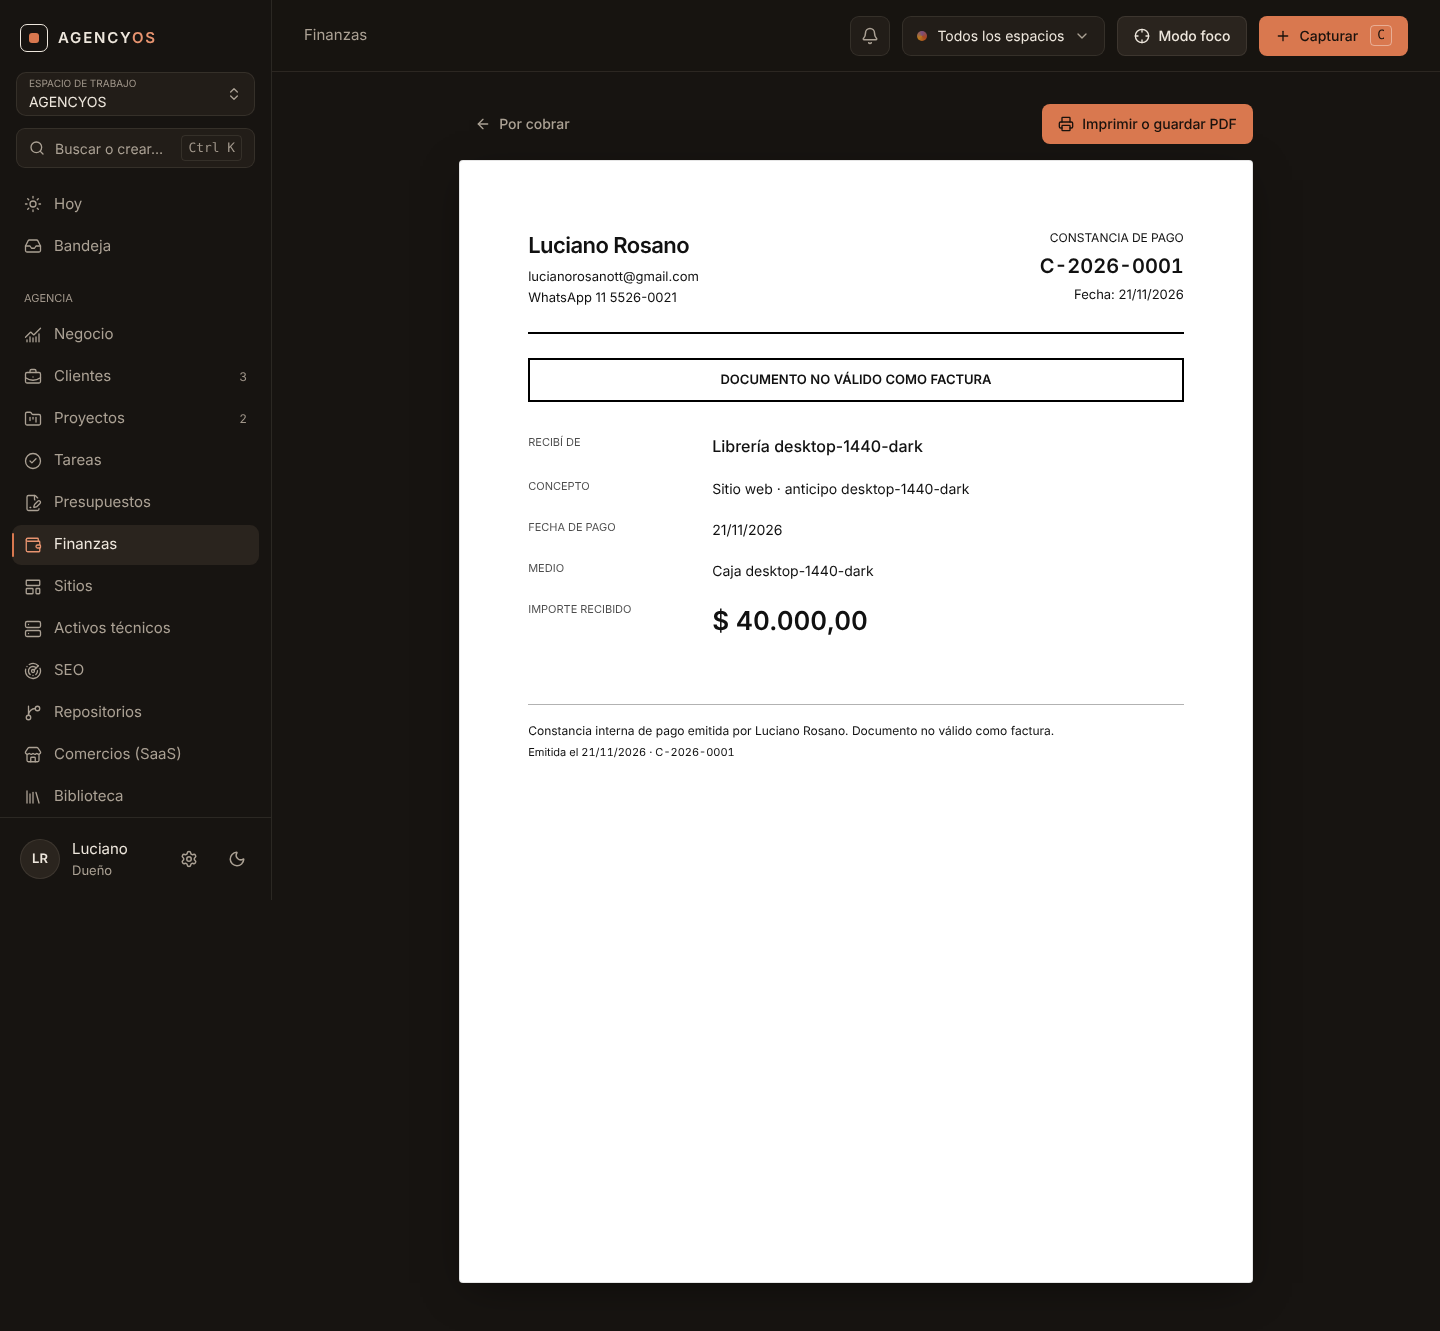 AGENCYOS
ESPACIO DE TRABAJO
AGENCYOS
Buscar o crear... Ctrl K
Hoy
Bandeja
AGENCIA
Negocio
Clientes 3
Proyectos 2
Tareas
Presupuestos
Finanzas
Sitios
Activos técnicos
SEO
Repositorios
Comercios (SaaS)
Biblioteca
LR
Luciano
Dueño
Finanzas
Todos los espacios
Modo foco
Capturar C
Por cobrar
Imprimir o guardar PDF
Luciano Rosano
lucianorosanott@gmail.com
WhatsApp 11 5526-0021
CONSTANCIA DE PAGO
C-2026-0001
Fecha: 21/11/2026
DOCUMENTO NO VÁLIDO COMO FACTURA
RECIBÍ DE Librería desktop-1440-dark
CONCEPTO Sitio web · anticipo desktop-1440-dark
FECHA DE PAGO 21/11/2026
MEDIO Caja desktop-1440-dark
IMPORTE RECIBIDO $ 40.000,00
Constancia interna de pago emitida por Luciano Rosano. Documento no válido como factura.
Emitida el 21/11/2026 · C-2026-0001